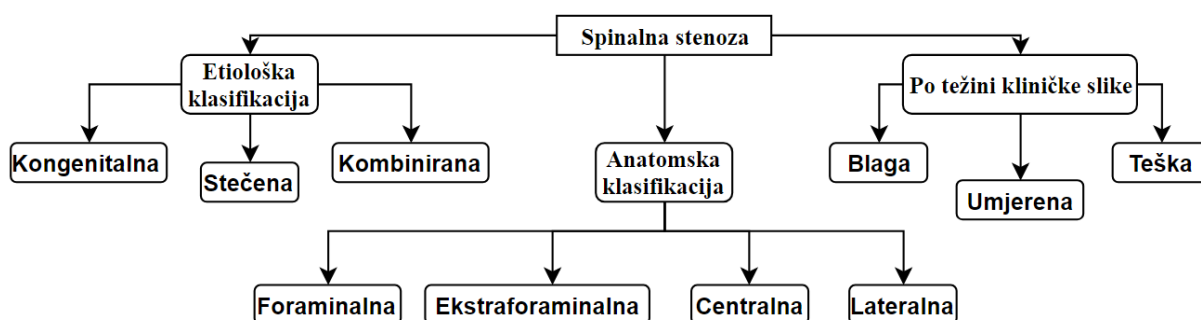 Spinalna stenoza
Etiološka
klasifikacija
Po težini kliničke slike
Kongenitalna
Stečena
Kombinirana
Anatomska
klasifikacija
Blaga
Umjerena
Teška
Foraminalna
Ekstraforaminalna
Centralna
Lateralna